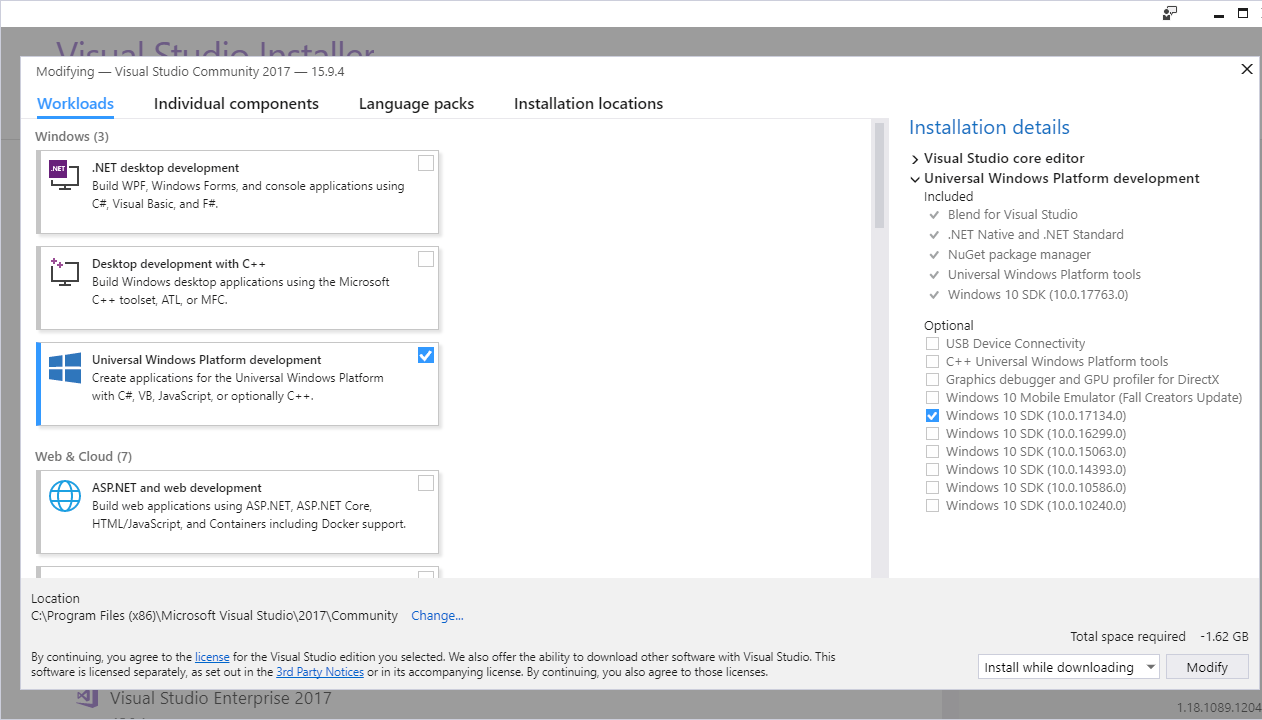 Visual Studio Installer
Modifying — Visual Studio Community 2017 — 15.9.4
Workloads
Individual components
Language packs
Installation locations
Windows (3)
.NET
.NET desktop development
Build WPF, Windows Forms, and console applications using
C#, Visual Basic, and F#.
Desktop development with C++
Build Windows desktop applications using the Microsoft
C++ toolset, ATL, or MFC.
Universal Windows Platform development
Create applications for the Universal Windows Platform
with C#, VB, JavaScript, or optionally C++.
Web & Cloud (7)
ASP.NET and web development
Build web applications using ASP.NET, ASP.NET Core,
HTML/JavaScript, and Containers including Docker support.
Installation details
Visual Studio core editor
Universal Windows Platform development
Included
Blend for Visual Studio
.NET Native and .NET Standard
NuGet package manager
Universal Windows Platform tools
Windows 10 SDK (10.0.17763.0)
Optional
USB Device Connectivity
C++ Universal Windows Platform tools
Graphics debugger and GPU profiler for DirectX
Windows 10 Mobile Emulator (Fall Creators Update)
Windows 10 SDK (10.0.17134.0)
Windows 10 SDK (10.0.16299.0)
Windows 10 SDK (10.0.15063.0)
Windows 10 SDK (10.0.14393.0)
Windows 10 SDK (10.0.10586.0)
Windows 10 SDK (10.0.10240.0)
Location
C:\Program Files (x86)\Microsoft Visual Studio\2017\Community Change...
Total space required -1.62 GB
By continuing, you agree to the license for the Visual Studio edition you selected. We also offer the ability to download other software with Visual Studio. This
software is licensed separately, as set out in the 3rd Party Notices or in its accompanying license. By continuing, you also agree to those licenses.
Install while downloading
Modify
Visual Studio Enterprise 2017
1.18.1089.1204